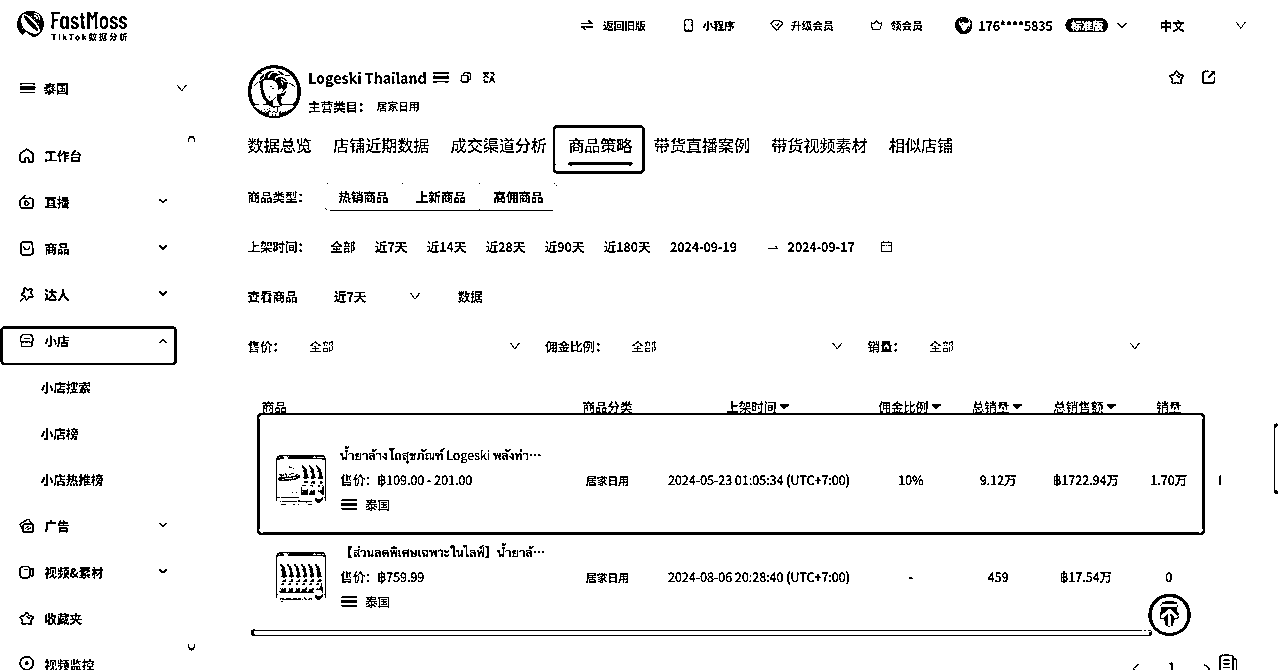 FastMoss
TikTok数据分析
返回旧版 小程序 升级会员 领会员 176****5835 标准版 中文
泰国
工作台
直播
商品
达人
小店
小店搜索
小店榜
小店热推榜
广告
视频&素材
收藏夹
视频监控
Logeski Thailand
主营类目: 居家日用
数据总览 店铺近期数据 成交渠道分析 商品策略 带货直播案例 带货视频素材 相似店铺
商品类型: 热销商品 上新商品 高佣商品
上架时间: 全部 近7天 近14天 近28天 近90天 近180天 2024-09-19 → 2024-09-17
查看商品 近7天 数据
售价: 全部 佣金比例: 全部 销量: 全部
商品 商品分类 上架时间 佣金比例 总销量 总销售额 销量
น้ำยาล้างโถสุขภัณฑ์ Logeski พลังทำ···
售价: ฿109.00 - 201.00 居家日用 2024-05-23 01:05:34 (UTC+7:00) 10% 9.12万 ฿1722.94万 1.70万
泰国
【ส่วนลดพิเศษเฉพาะในไลฟ์】น้ำยาล้···
售价: ฿759.99 居家日用 2024-08-06 20:28:40 (UTC+7:00) - 459 ฿17.54万 0
泰国
1